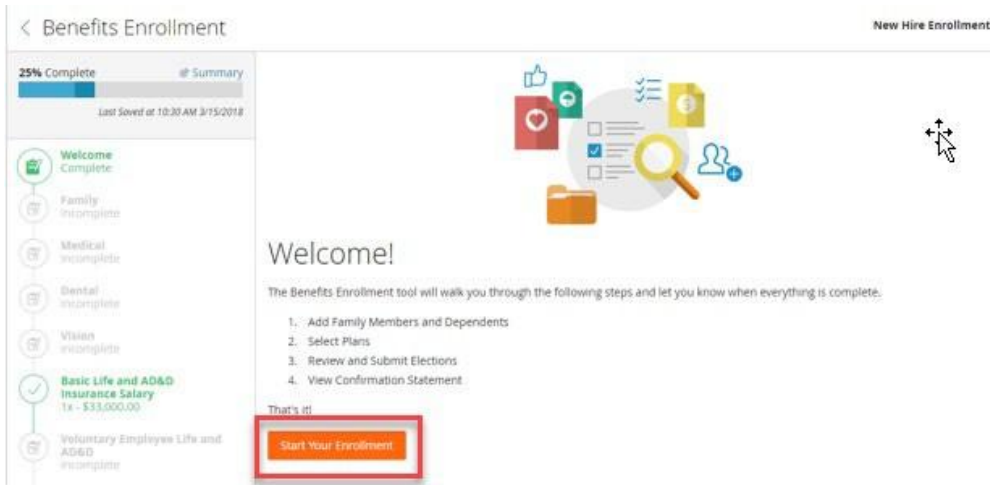 Benefits Enrollment
New Hire Enrollment
25% Complete
Summary
Last Saved at 10:30 AM 3/15/2018
Welcome
Complete
Family
Incomplete
Medical
Incomplete
Dental
Incomplete
Vision
Incomplete
Basic Life and AD&D
Insurance Salary
1x - $33,000.00
Voluntary Employee Life and
AD&D
Incomplete
Welcome!
The Benefits Enrollment tool will walk you through the following steps and let you know when everything is complete.
1. Add Family Members and Dependents
2. Select Plans
3. Review and Submit Elections
4. View Confirmation Statement
That's it!
Start Your Enrollment